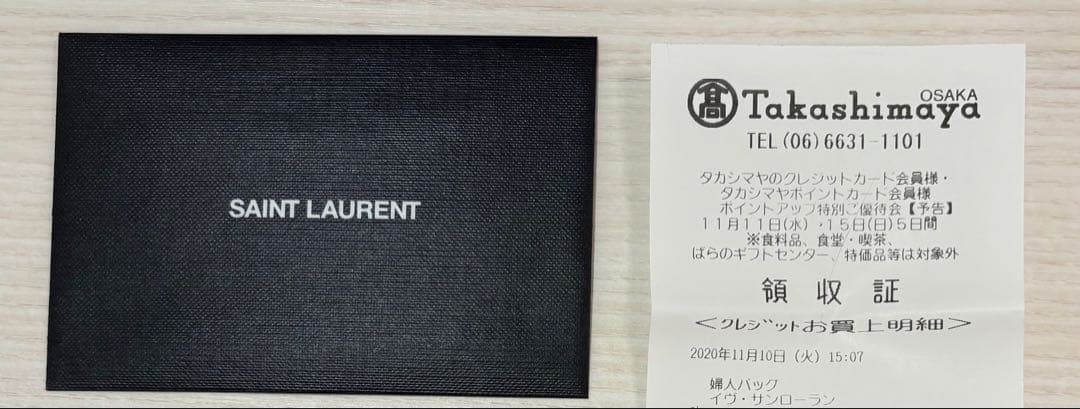 SAINT LAURENT
髙 Takashimaya OSAKA
TEL (06) 6631-1101
タカシマヤのクレジットカード会員様・
タカシマヤポイントカード会員様
ポイントアップ特別ご優待会【予告】
11月11日(水)・15日(日)5日間
※食料品、食堂・喫茶、
ばらのギフトセンター、特価品等は対象外
領収証
<クレジットお買上明細>
2020年11月10日(火) 15:07
婦人バック
イヴ・サンローラン